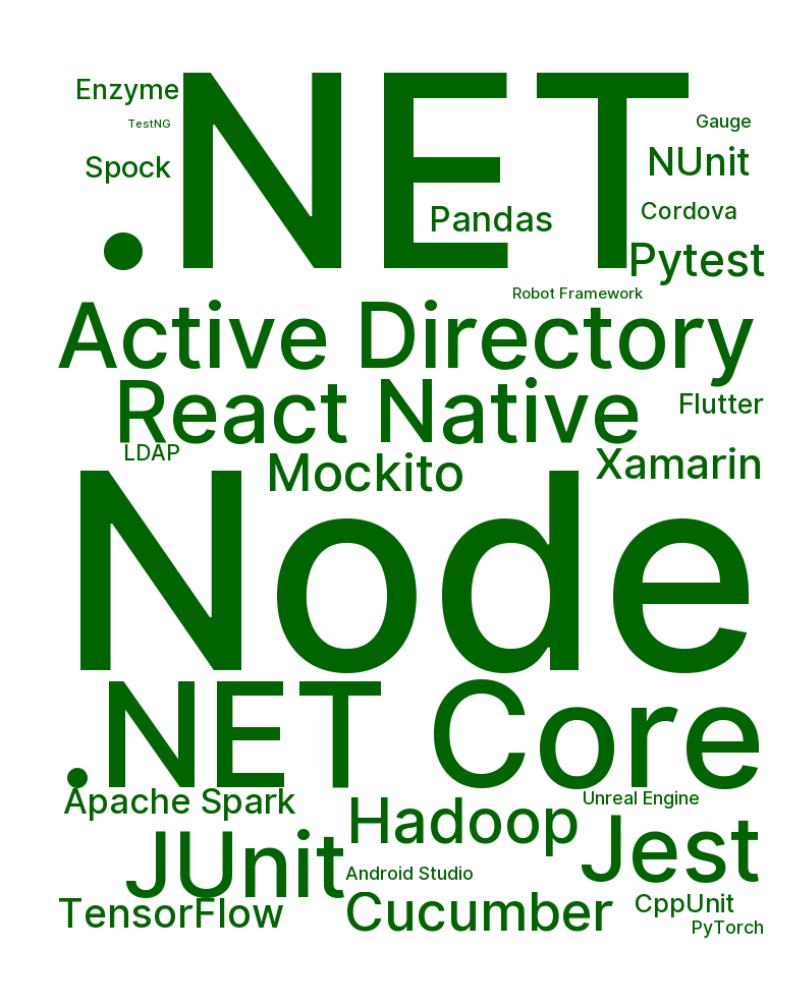 Enzyme
.NET
TestNG
Gauge
Spock
NUnit
Pandas
Cordova
Pytest
Robot Framework
Active Directory
React Native
Flutter
LDAP
Mockito
Xamarin
Node
.NET Core
Apache Spark
Hadoop
Unreal Engine
JUnit
Jest
Android Studio
TensorFlow
Cucumber
CppUnit
PyTorch